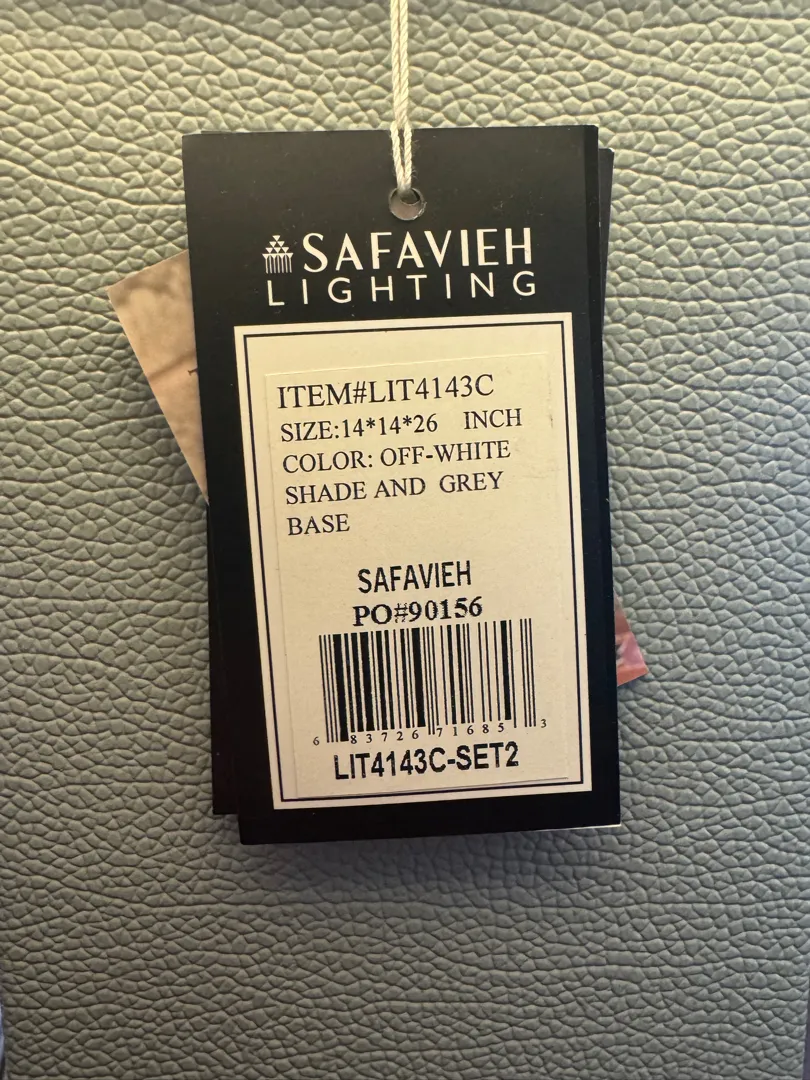 SAFAVIEH
LIGHTING
ITEM#LIT4143C
SIZE:14*14*26 INCH
COLOR: OFF-WHITE
SHADE AND GREY
BASE
SAFAVIEH
PO#90156
6 83726 71685 3
LIT4143C-SET2